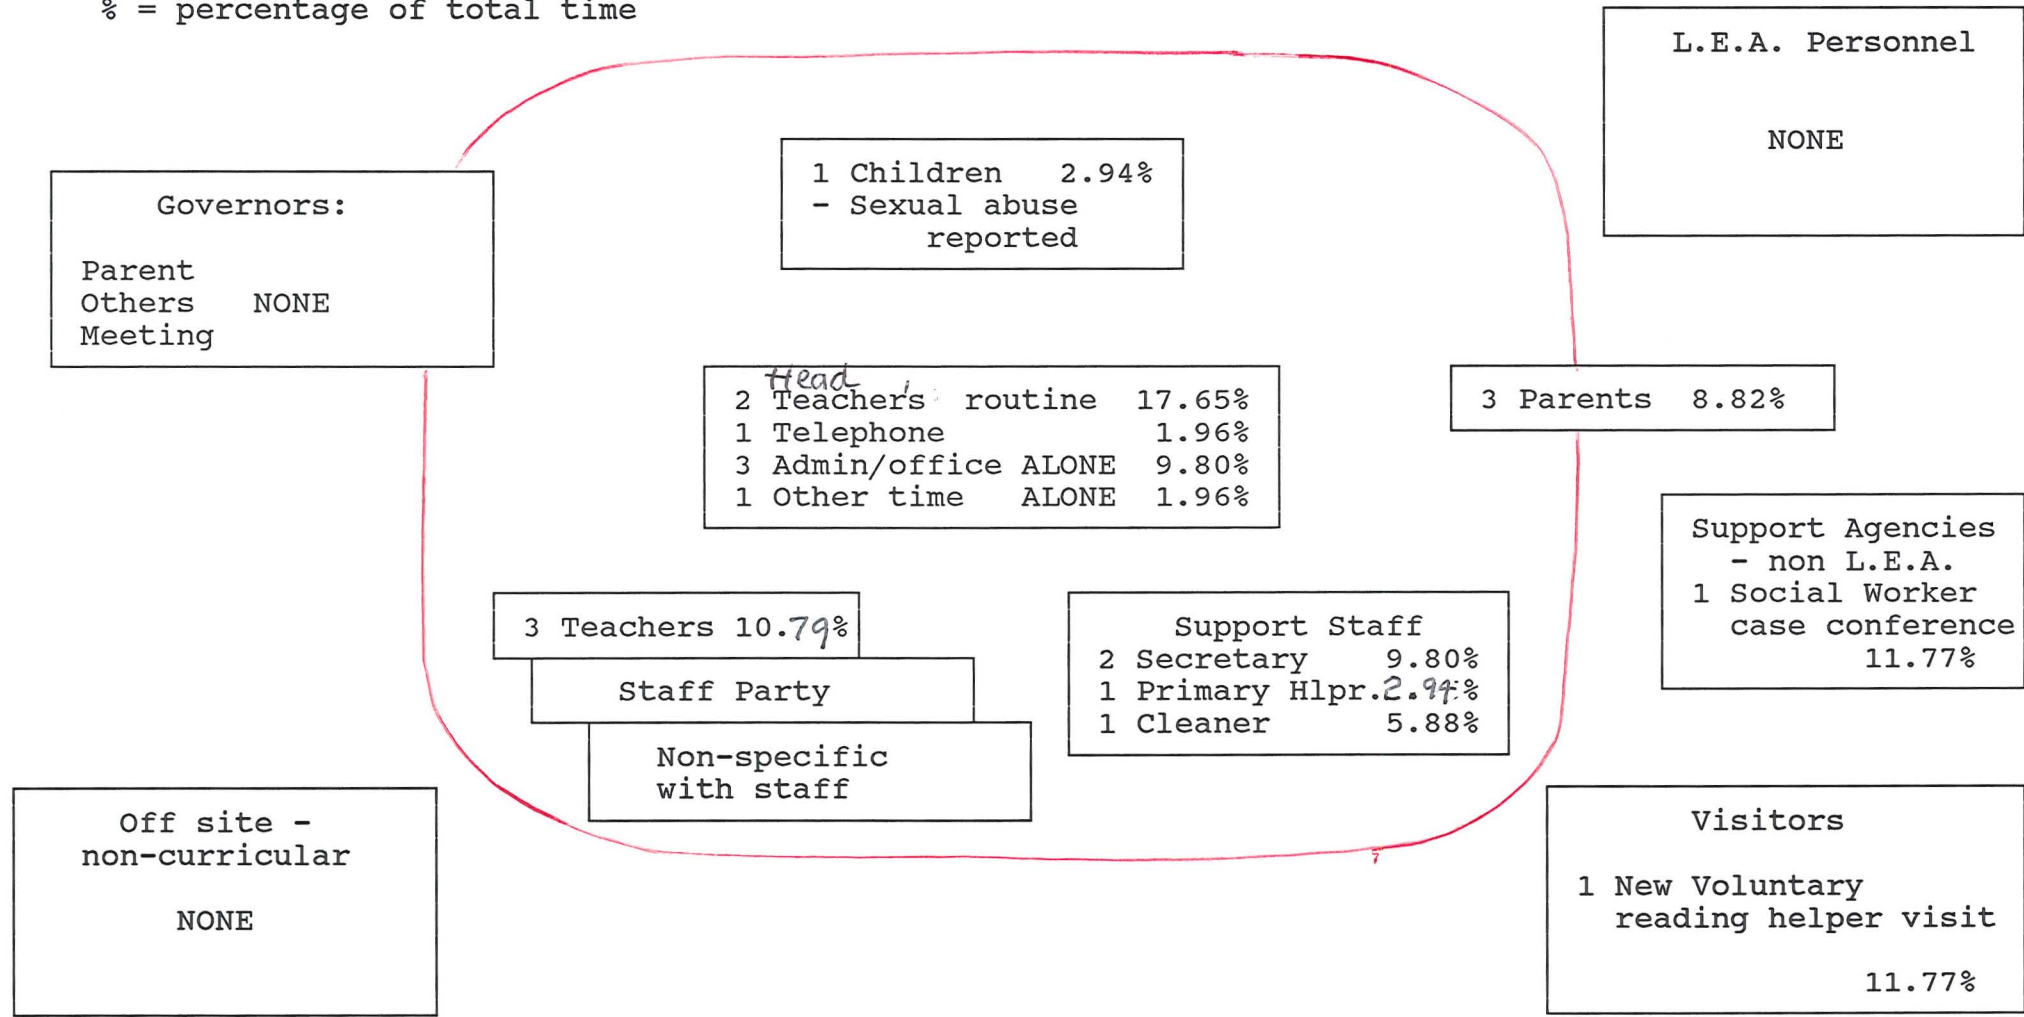 % = percentage of total time
L.E.A. Personnel
NONE
1 Children 2.94%
- Sexual abuse
reported
Governors:
Parent
Others NONE
Meeting
Head
2 Teacher's routine 17.65%
1 Telephone 1.96%
3 Admin/office ALONE 9.80%
1 Other time ALONE 1.96%
3 Parents 8.82%
Support Agencies
- non L.E.A.
1 Social Worker
case conference
11.77%
3 Teachers 10.79%
Staff Party
Non-specific
with staff
Support Staff
2 Secretary 9.80%
1 Primary Hlpr. 2.94%
1 Cleaner 5.88%
Off site -
non-curricular
NONE
Visitors
1 New Voluntary
reading helper visit
11.77%